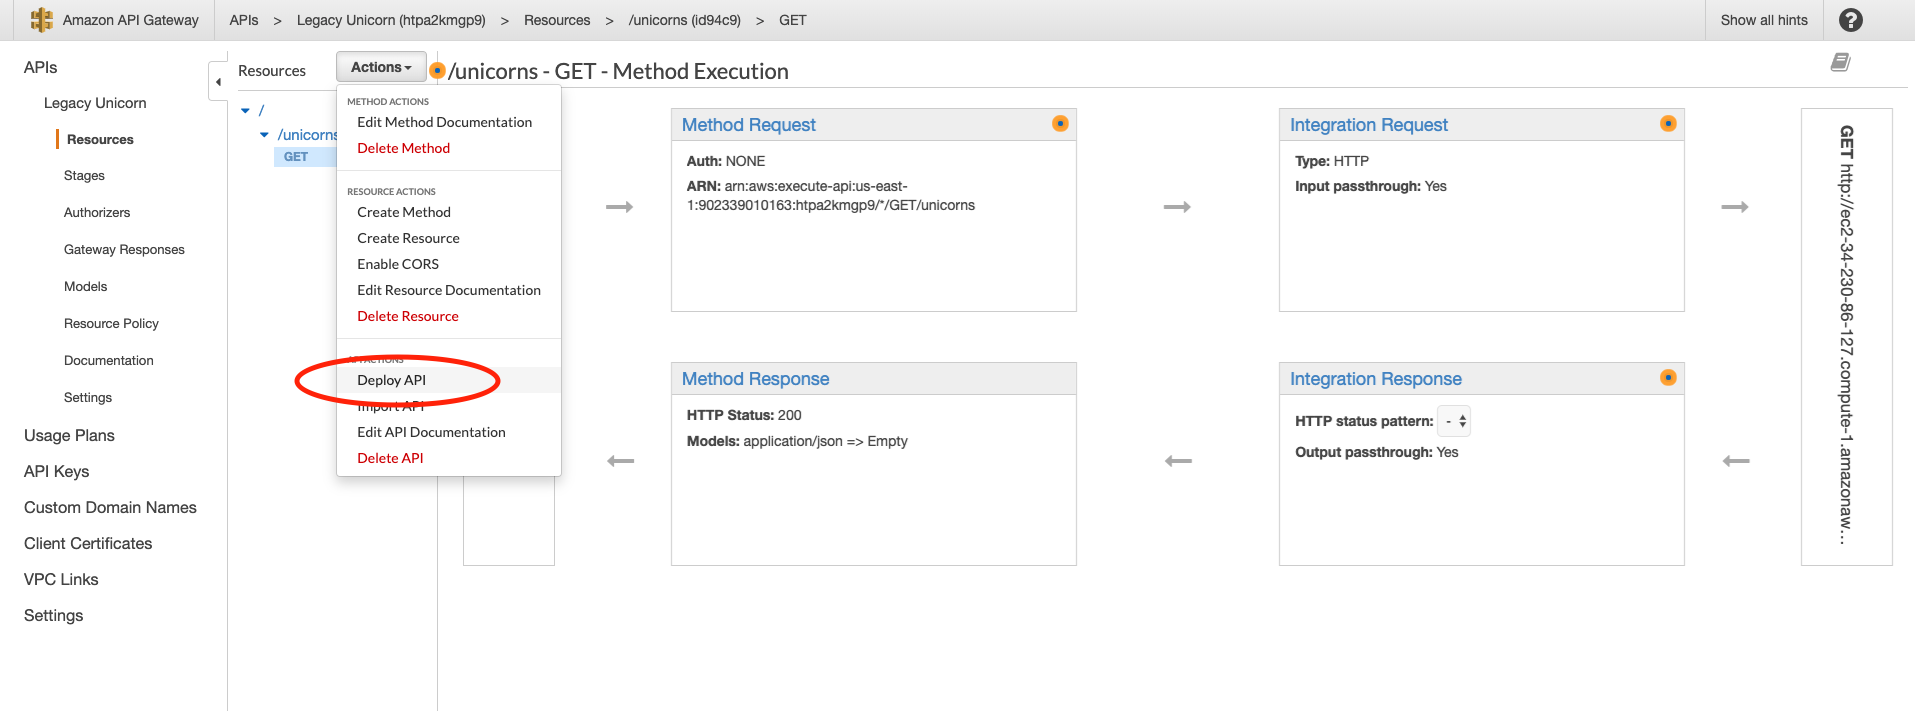 Amazon API Gateway
APIs > Legacy Unicorn (htpa2kmgp9) > Resources > /unicorns (id94c9) > GET
Show all hints
?
APIs
Legacy Unicorn
Resources
Stages
Authorizers
Gateway Responses
Models
Resource Policy
Documentation
Settings
Usage Plans
API Keys
Custom Domain Names
Client Certificates
VPC Links
Settings
Resources
Actions
/
/unicorns
GET
METHOD ACTIONS
Edit Method Documentation
Delete Method
RESOURCE ACTIONS
Create Method
Create Resource
Enable CORS
Edit Resource Documentation
Delete Resource
API ACTIONS
Deploy API
Import API
Edit API Documentation
Delete API
/unicorns - GET - Method Execution
Method Request
Auth: NONE
ARN: arn:aws:execute-api:us-east-
1:902339010163:htpa2kmgp9/*/GET/unicorns
Integration Request
Type: HTTP
Input passthrough: Yes
GET http://ec2-34-230-86-127.compute-1.amazonaw...
Method Response
HTTP Status: 200
Models: application/json => Empty
Integration Response
HTTP status pattern: -
Output passthrough: Yes